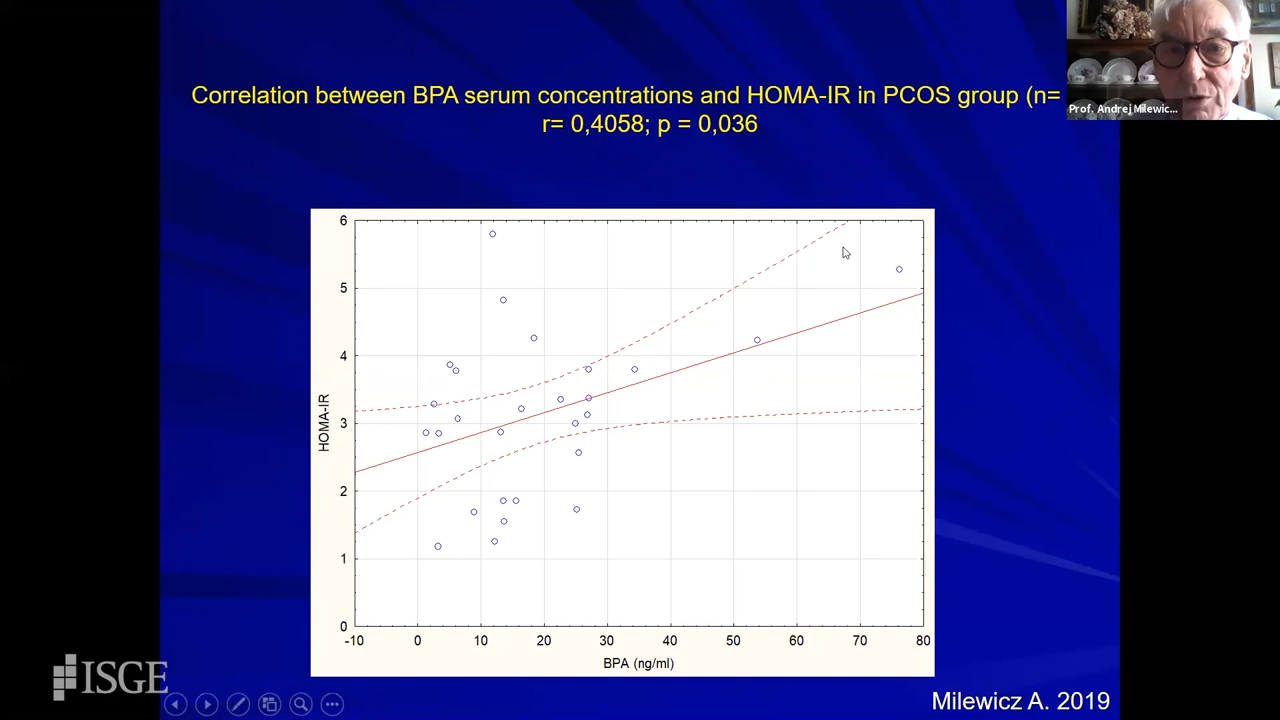 Correlation between BPA serum concentrations and HOMA-IR in PCOS group (n=
r= 0,4058; p = 0,036
Prof. Andrej Milewic...
6
5
4
3
2
1
0
HOMA-IR
-10 0 10 20 30 40 50 60 70 80
BPA (ng/ml)
ISGE
Milewicz A. 2019